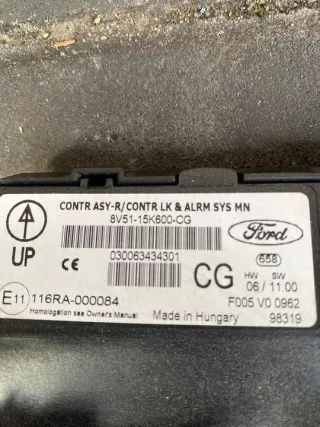 CONTR ASY-R/CONTR LK & ALRM SYS MN
8V51-15K600-CG
Ford
UP
030063434301
CE
CG
658
HW SW
06 / 11.00
E11 116RA-000084
F005 V0 0962
Homologation see Owner's Manual
Made in Hungary
98319